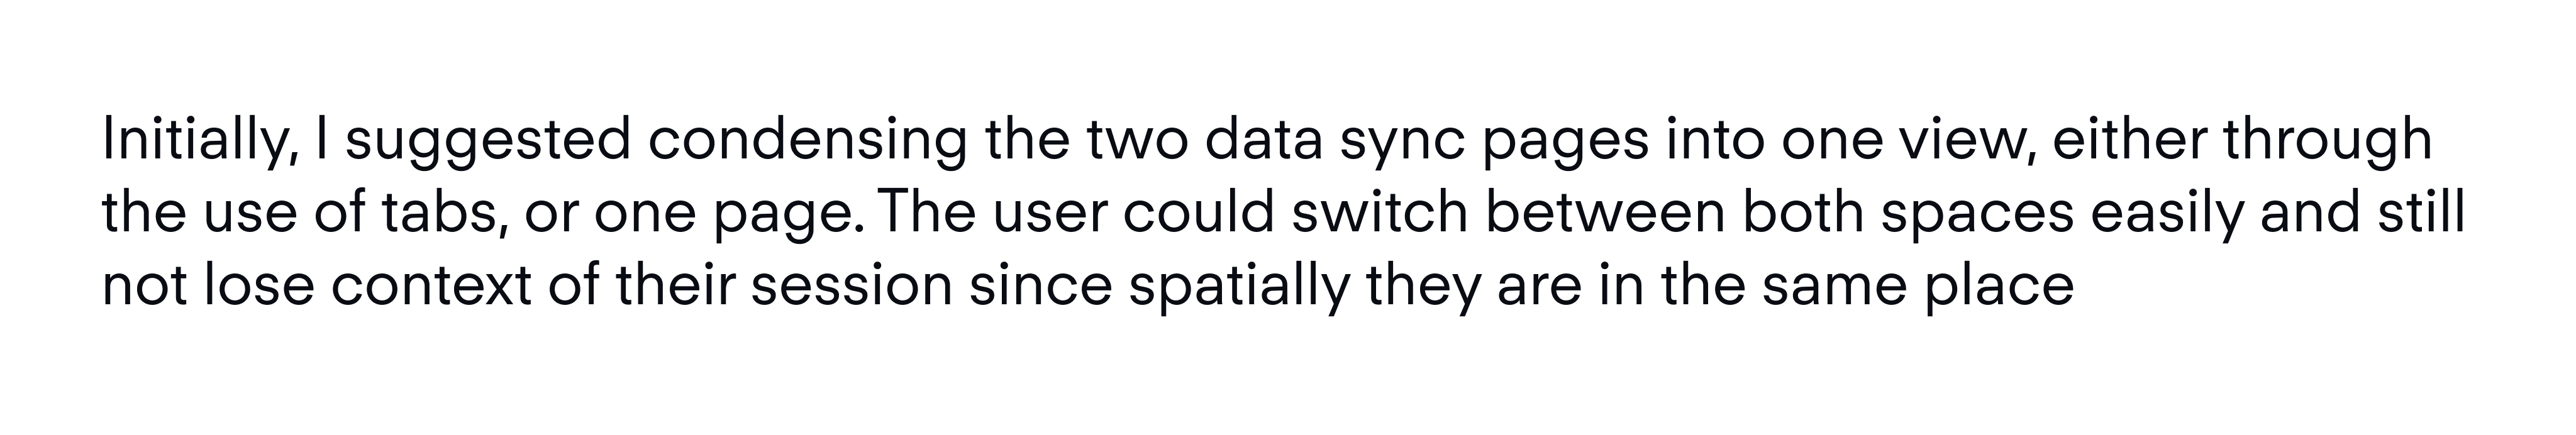 Initially, I suggested condensing the two data sync pages into one view, either through
the use of tabs, or one page. The user could switch between both spaces easily and still
not lose context of their session since spatially they are in the same place